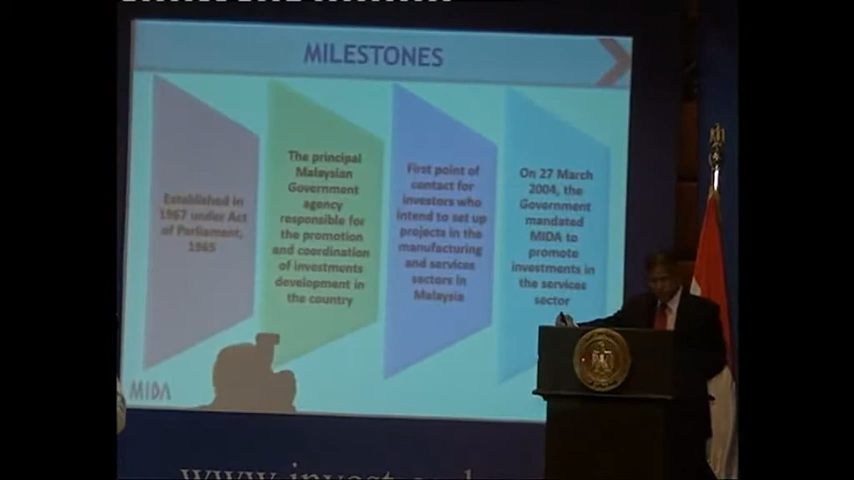 MILESTONES
Established in
1967 under Act
of Parliament,
1965
The principal
Malaysian
Government
agency
responsible for
the promotion
and coordination
of investments
development in
the country
First point of
contact for
investors who
intend to set up
projects in the
manufacturing
and services
sectors in
Malaysia
On 27 March
2004, the
Government
mandated
MIDA to
promote
investments in
the services
sector
MIDA